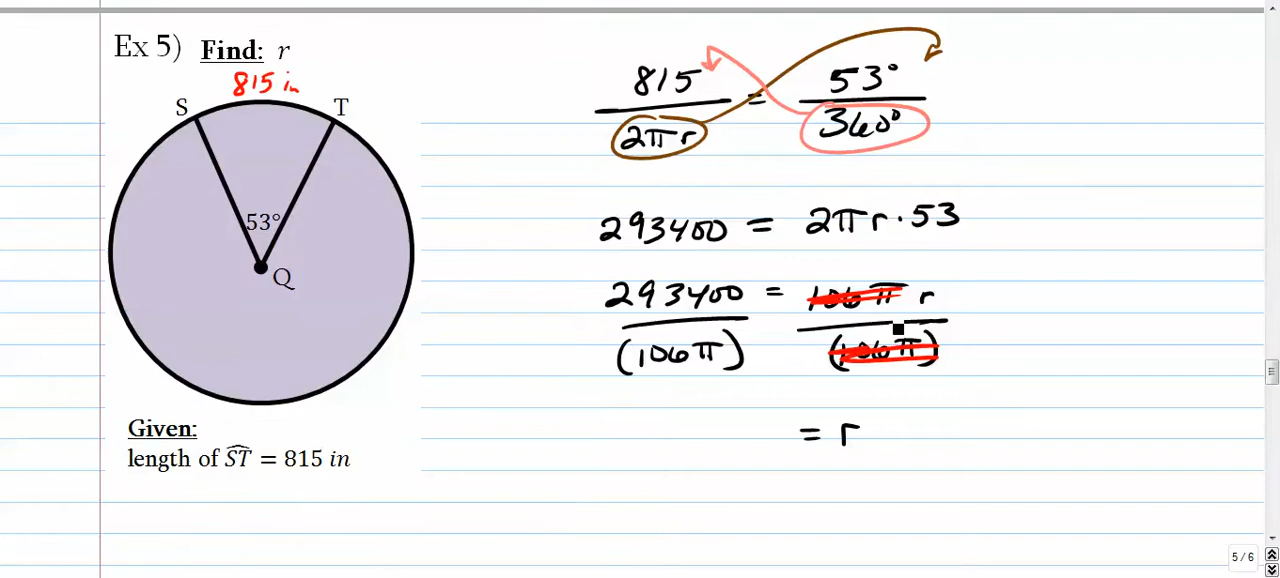 Ex 5) Find: r
815 in
S T
53°
Q
Given:
length of ST = 815 in
815 = 53°
2πr 360°
293400 = 2πr · 53
293400 = 106π r
(106π) (106π)
= r
5 / 6